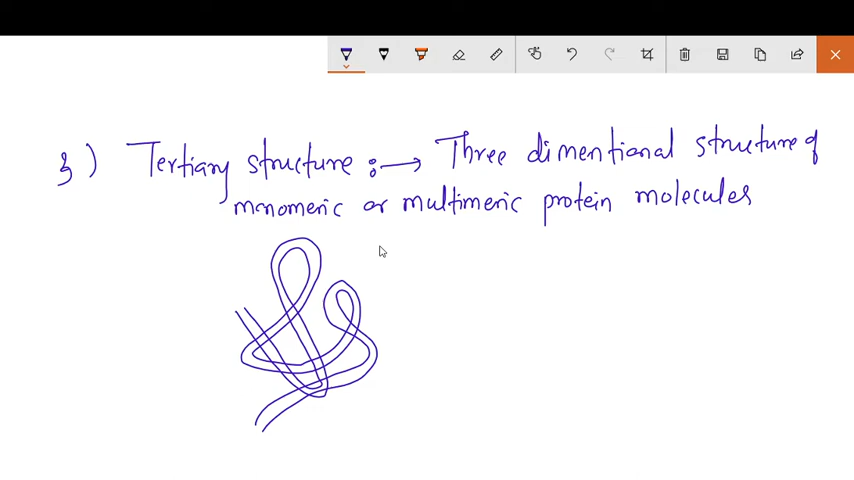 3) Tertiary structure :→ Three dimentional structure of
monomeric or multimeric protein molecules